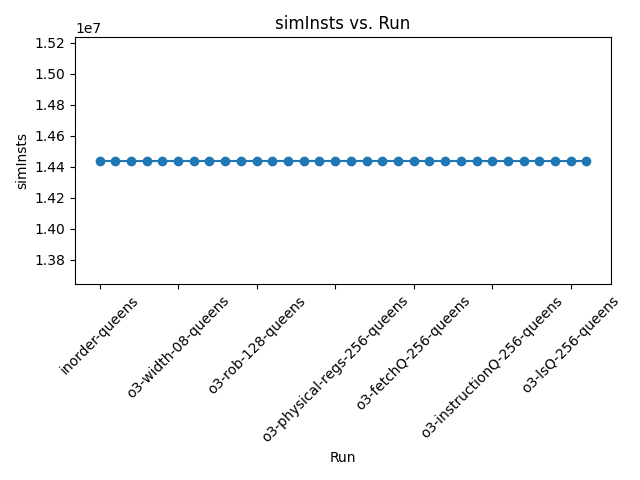 simInsts vs. Run
1e7
1.52
1.50
1.48
1.46
1.44
1.42
1.40
1.38
simInsts
inorder-queens
o3-width-08-queens
o3-rob-128-queens
o3-physical-regs-256-queens
o3-fetchQ-256-queens
o3-instructionQ-256-queens
o3-lsQ-256-queens
Run